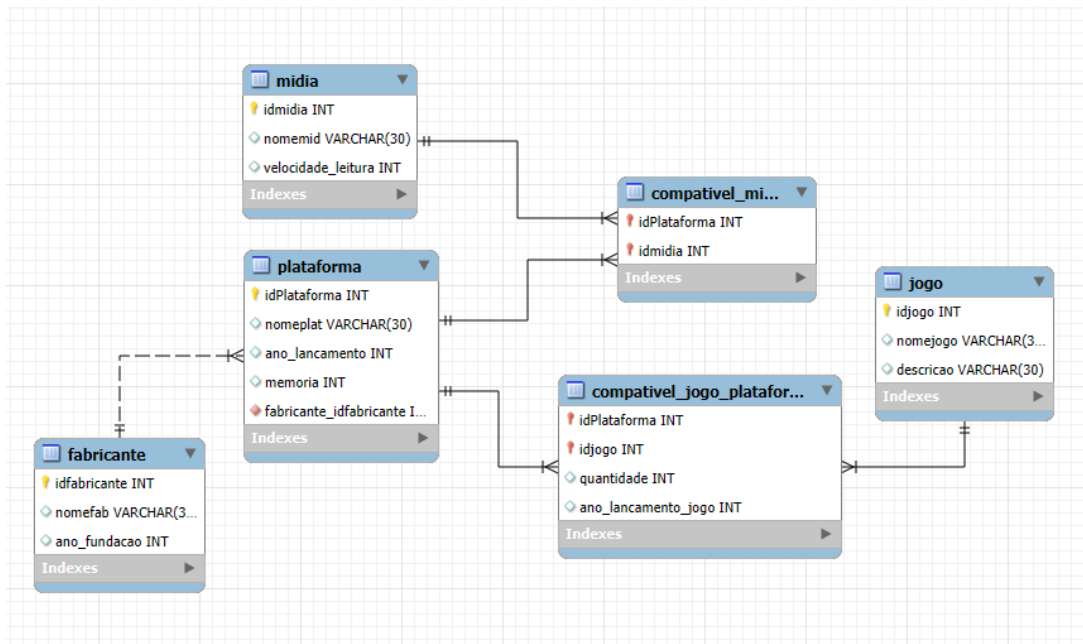 midia
idmidia INT
nomemid VARCHAR(30)
velocidade_leitura INT
Indexes
plataforma
idPlataforma INT
nomeplat VARCHAR(30)
ano_lancamento INT
memoria INT
fabricante_idfabricante I...
Indexes
fabricante
idfabricante INT
nomefab VARCHAR(3...
ano_fundacao INT
Indexes
compativel_mi...
idPlataforma INT
idmidia INT
Indexes
compativel_jogo_platafor...
idPlataforma INT
idjogo INT
quantidade INT
ano_lancamento_jogo INT
Indexes
jogo
idjogo INT
nomejogo VARCHAR(3...
descricao VARCHAR(30)
Indexes